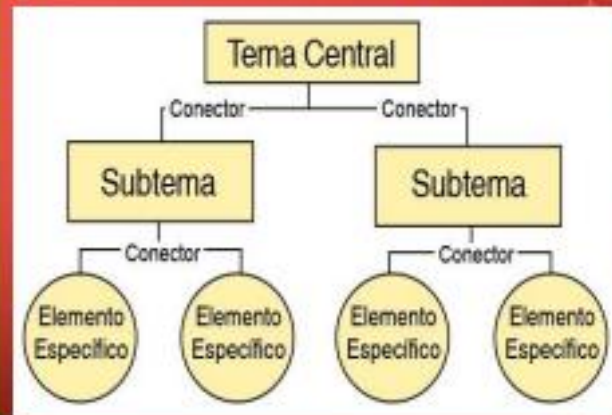 Tema Central
Conector Conector
Subtema Subtema
Conector Conector
Elemento Elemento Elemento Elemento
Específico Específico Específico Específico